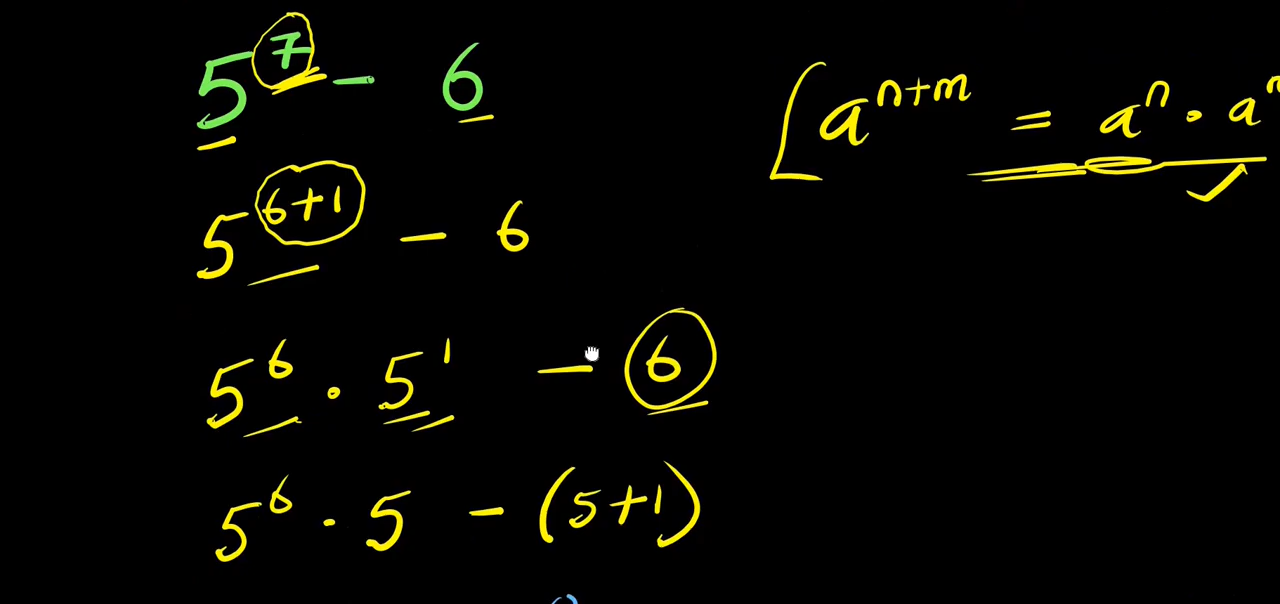 5^7 - 6
[a^{n+m} = a^n · a
5^{6+1} - 6
5^6 · 5^1 - 6
5^6 · 5 - (5+1)